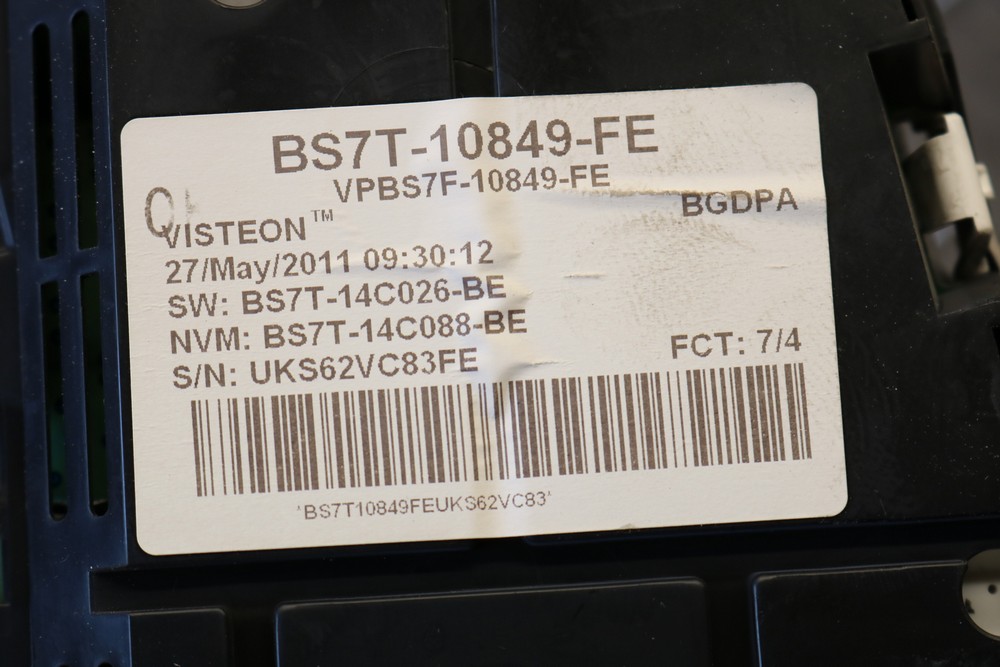 BS7T-10849-FE
VPBS7F-10849-FE
BGDPA
VISTEON™
27/May/2011 09:30:12
SW: BS7T-14C026-BE
NVM: BS7T-14C088-BE
S/N: UKS62VC83FE
FCT: 7/4
'BS7T10849FEUKS62VC83'